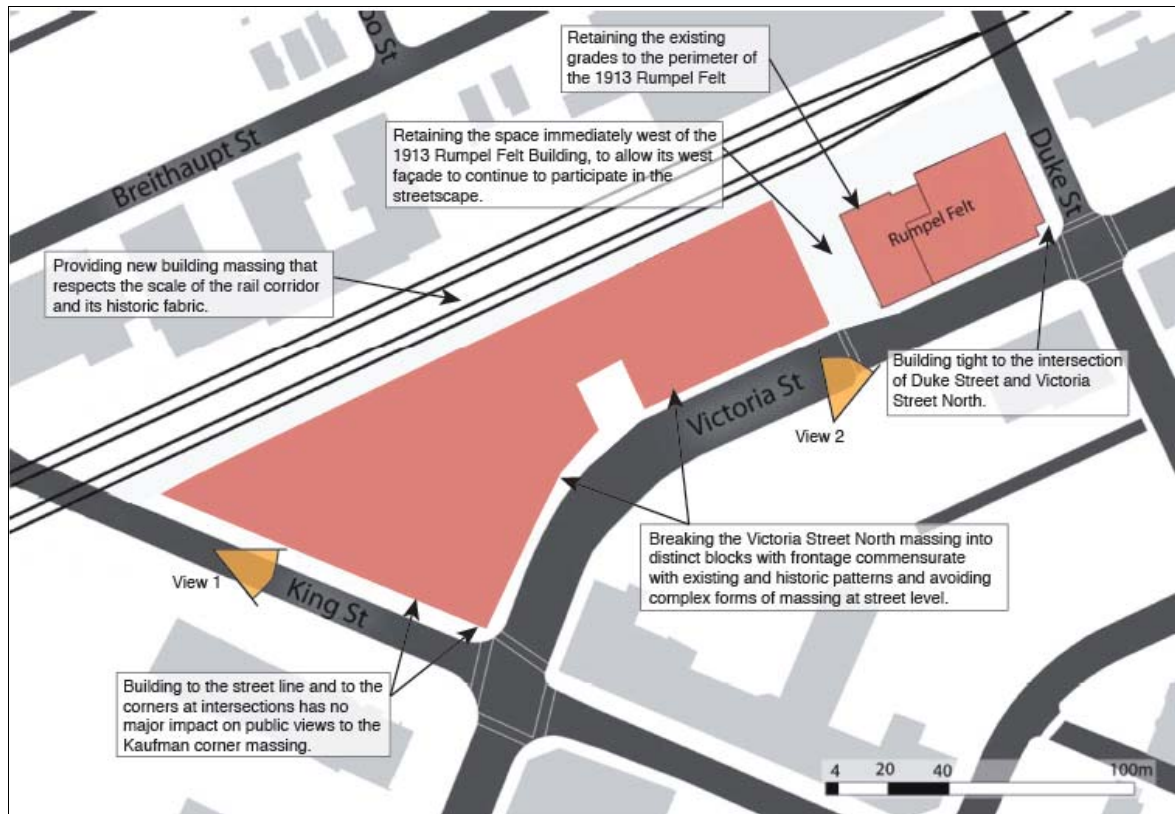 Retaining the existing
grades to the perimeter of
the 1913 Rumpel Felt
Breithaupt St
Duke St
Retaining the space immediately west of the
1913 Rumpel Felt Building, to allow its west
façade to continue to participate in the
streetscape.
Rumpel Felt
Providing new building massing that
respects the scale of the rail corridor
and its historic fabric.
Building tight to the intersection
of Duke Street and Victoria
Street North.
Victoria St
View 2
Breaking the Victoria Street North massing into
distinct blocks with frontage commensurate
with existing and historic patterns and avoiding
complex forms of massing at street level.
View 1
King St
Building to the street line and to the
corners at intersections has no
major impact on public views to the
Kaufman corner massing.
4 20 40 100m